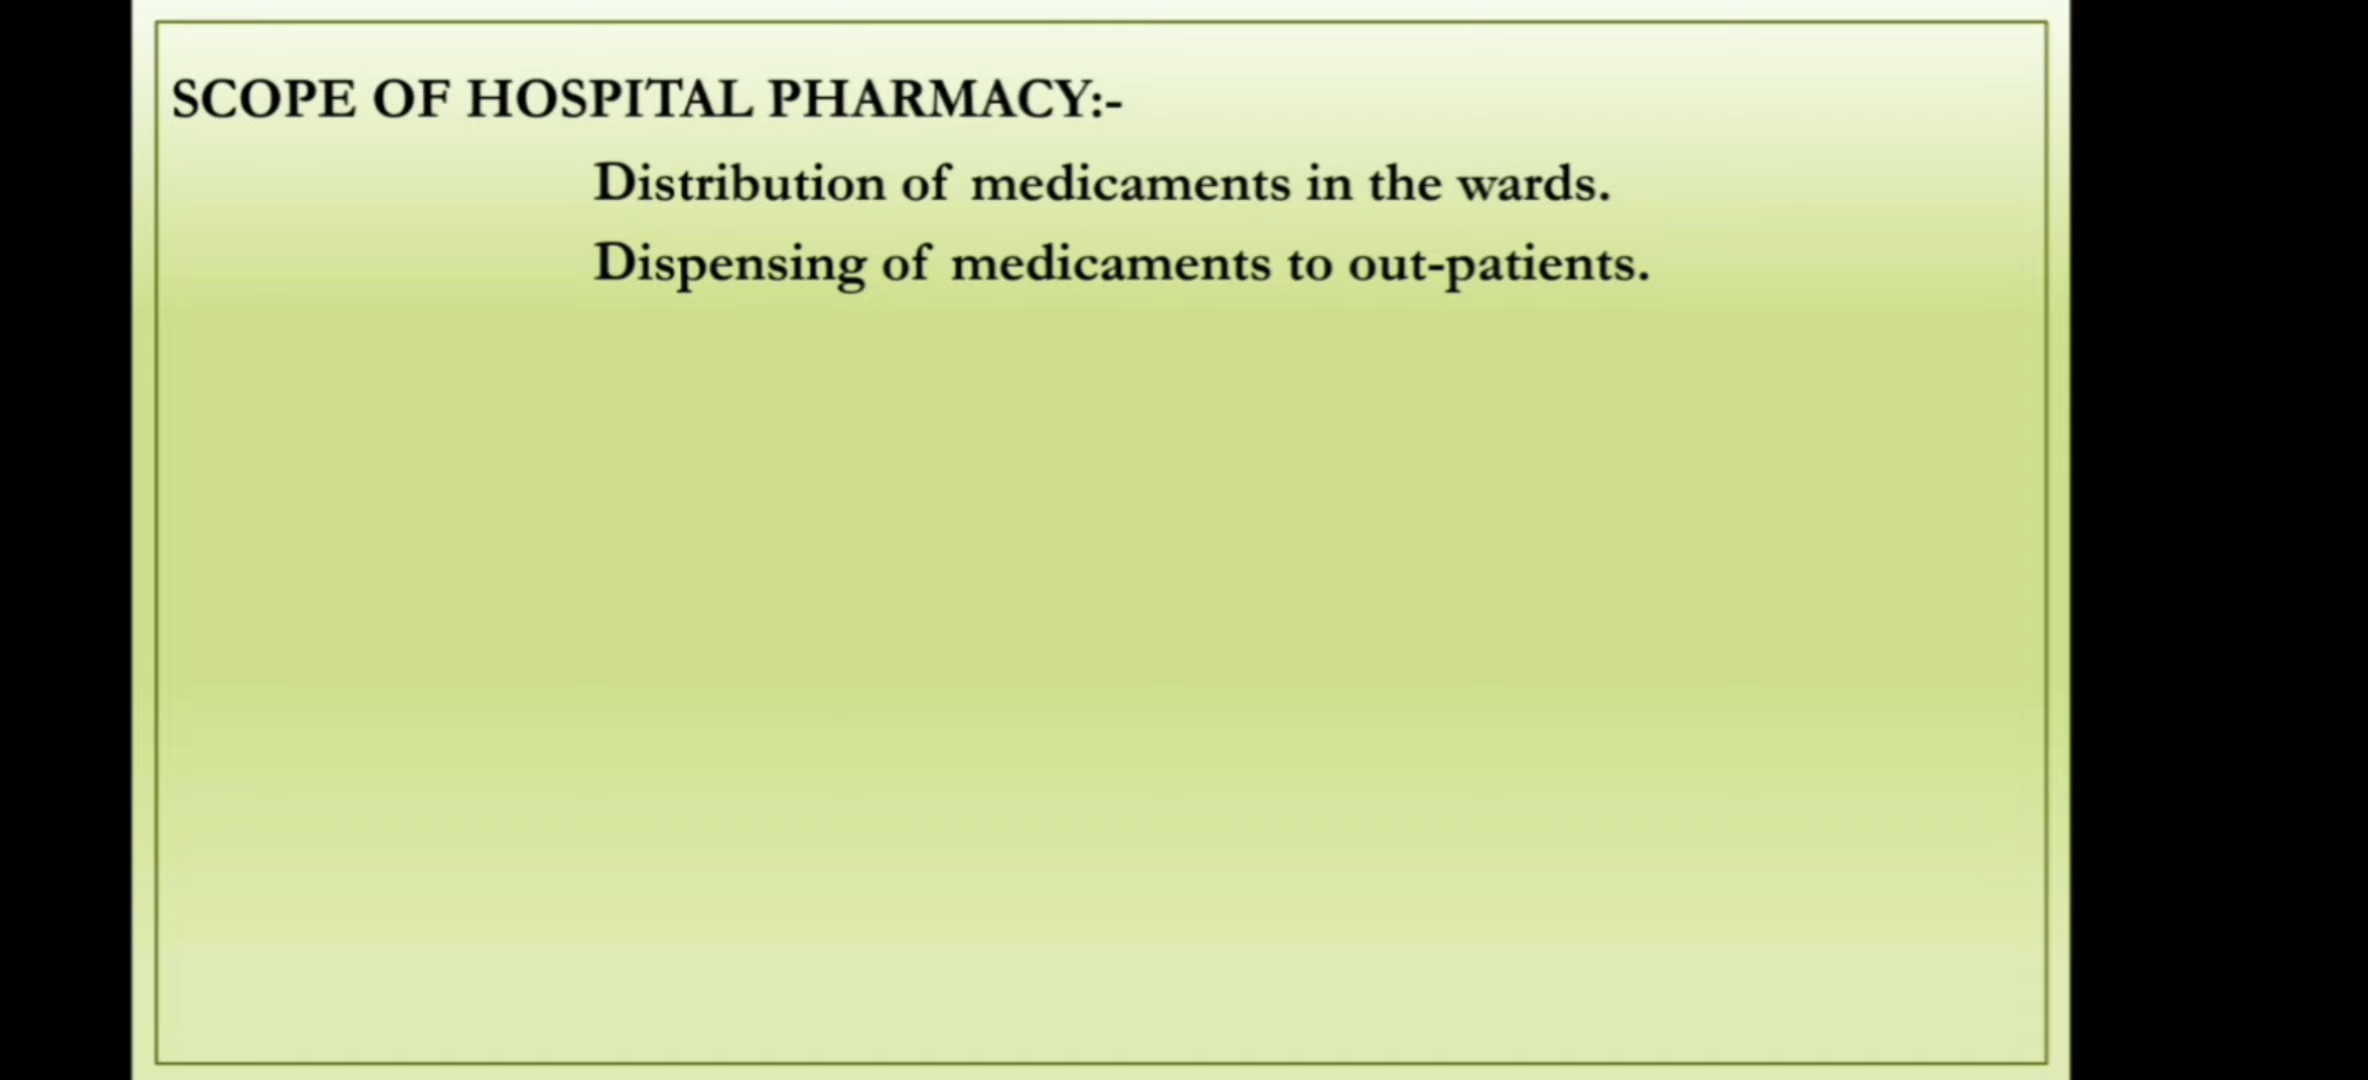 SCOPE OF HOSPITAL PHARMACY:-
Distribution of medicaments in the wards.
Dispensing of medicaments to out-patients.